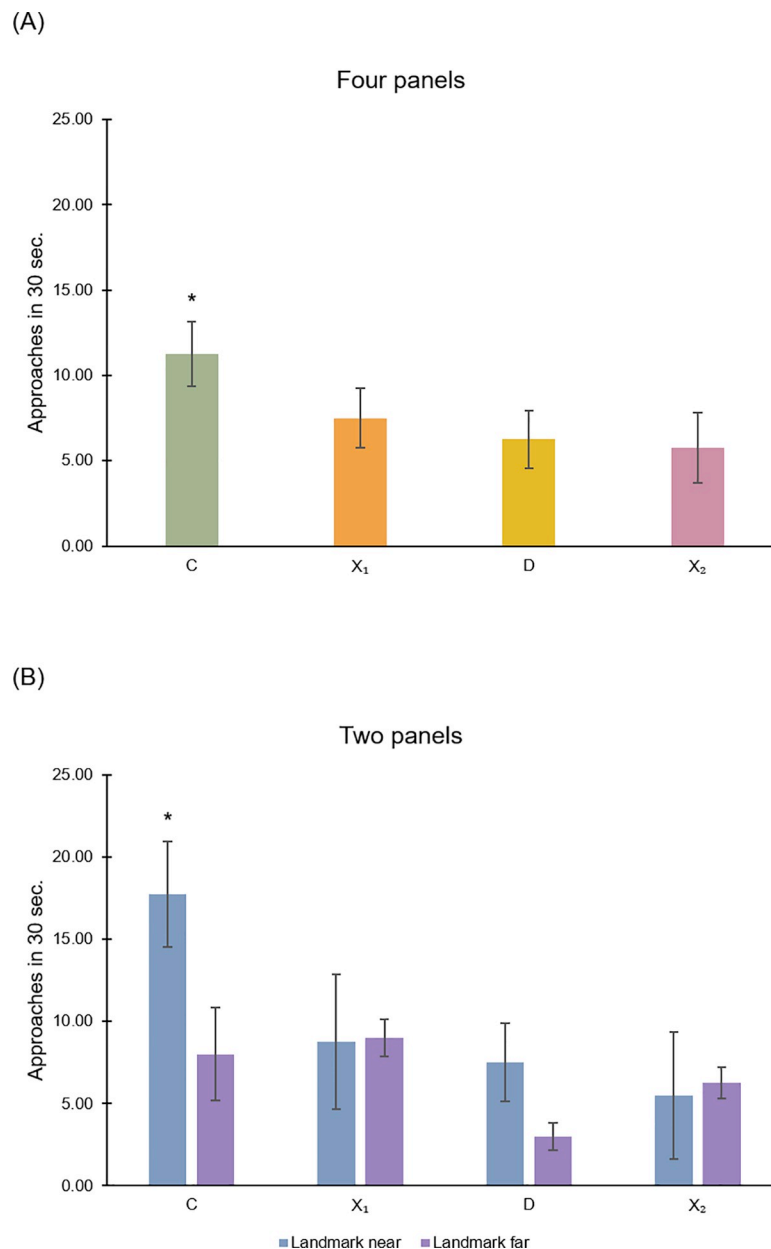 (A)
Four panels
Approaches in 30 sec.
25.00
20.00
15.00
10.00
5.00
0.00
*
C X₁ D X₂
(B)
Two panels
Approaches in 30 sec.
25.00
20.00
15.00
10.00
5.00
0.00
*
C X₁ D X₂
Landmark near Landmark far